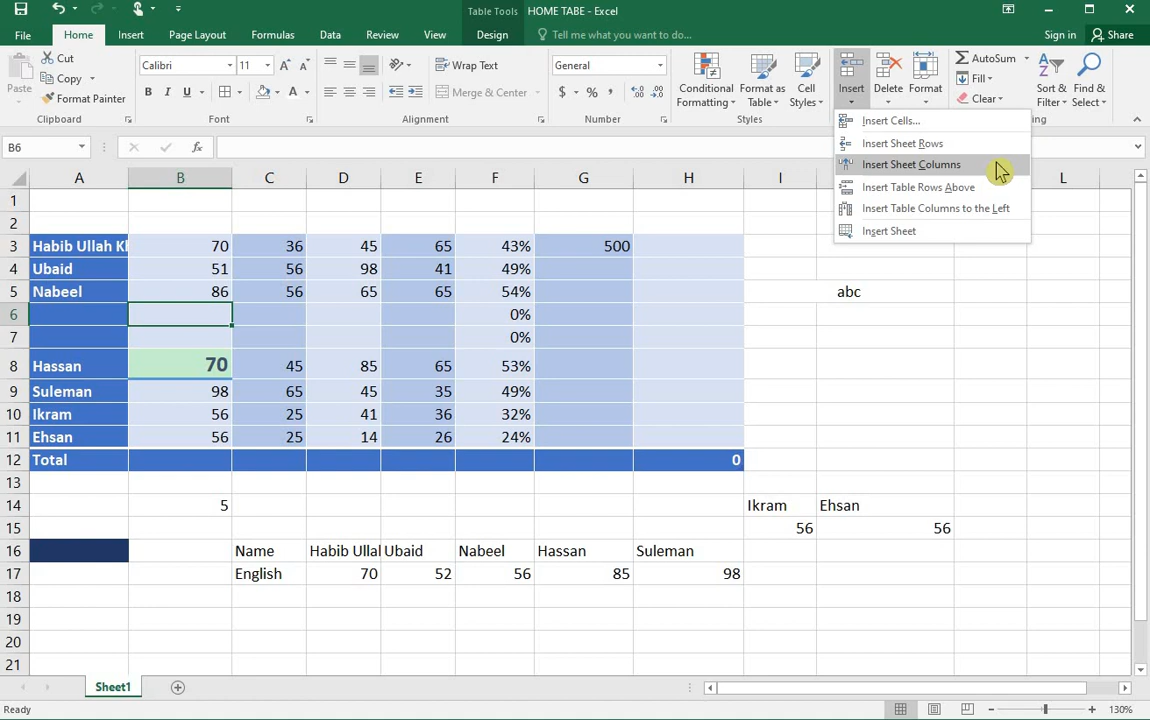 Table Tools HOME TABE - Excel
File Home Insert Page Layout Formulas Data Review View Design Tell me what you want to do... Sign in Share
Paste Cut Copy Format Painter
Calibri 11 B I U A A A
Wrap Text Merge & Center
General $ % , .0 .00
Conditional Formatting Format as Table Cell Styles
Insert Delete Format
AutoSum Fill Clear Sort & Filter Find & Select
Clipboard Font Alignment Number Styles ing
Insert Cells...
Insert Sheet Rows
Insert Sheet Columns
Insert Table Rows Above
Insert Table Columns to the Left
Insert Sheet
B6 fx
A B C D E F G H I L
1
2
3 Habib Ullah Kh 70 36 45 65 43% 500
4 Ubaid 51 56 98 41 49%
5 Nabeel 86 56 65 65 54% abc
6 0%
7 0%
8 Hassan 70 45 85 65 53%
9 Suleman 98 65 45 35 49%
10 Ikram 56 25 41 36 32%
11 Ehsan 56 25 14 26 24%
12 Total 0
13
14 5 Ikram Ehsan
15 56 56
16 Name Habib Ullal Ubaid Nabeel Hassan Suleman
17 English 70 52 56 85 98
18
19
20
21
Sheet1
Ready 130%